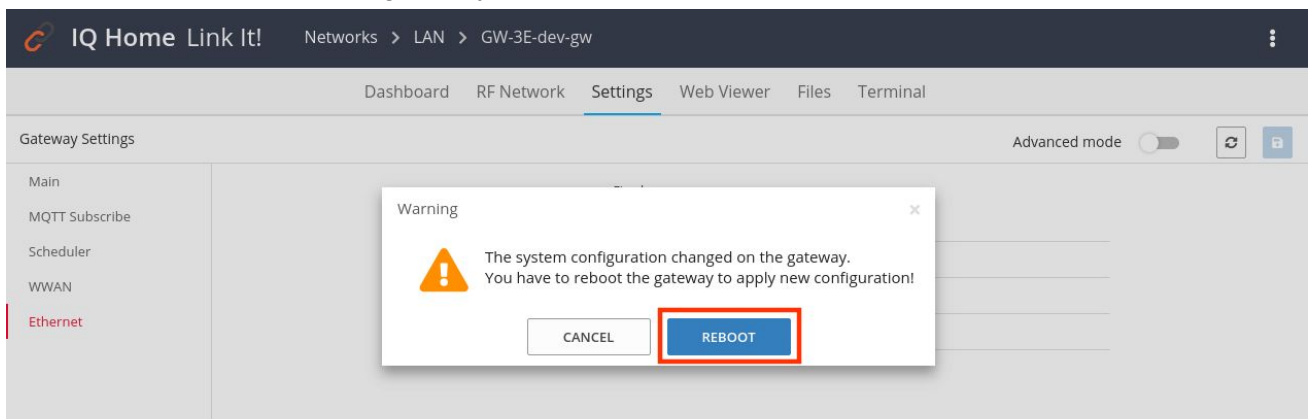 IQ Home Link It! Networks > LAN > GW-3E-dev-gw
Dashboard RF Network Settings Web Viewer Files Terminal
Gateway Settings Advanced mode
Main
MQTT Subscribe
Scheduler
WWAN
Ethernet
Warning
The system configuration changed on the gateway.
You have to reboot the gateway to apply new configuration!
CANCEL REBOOT